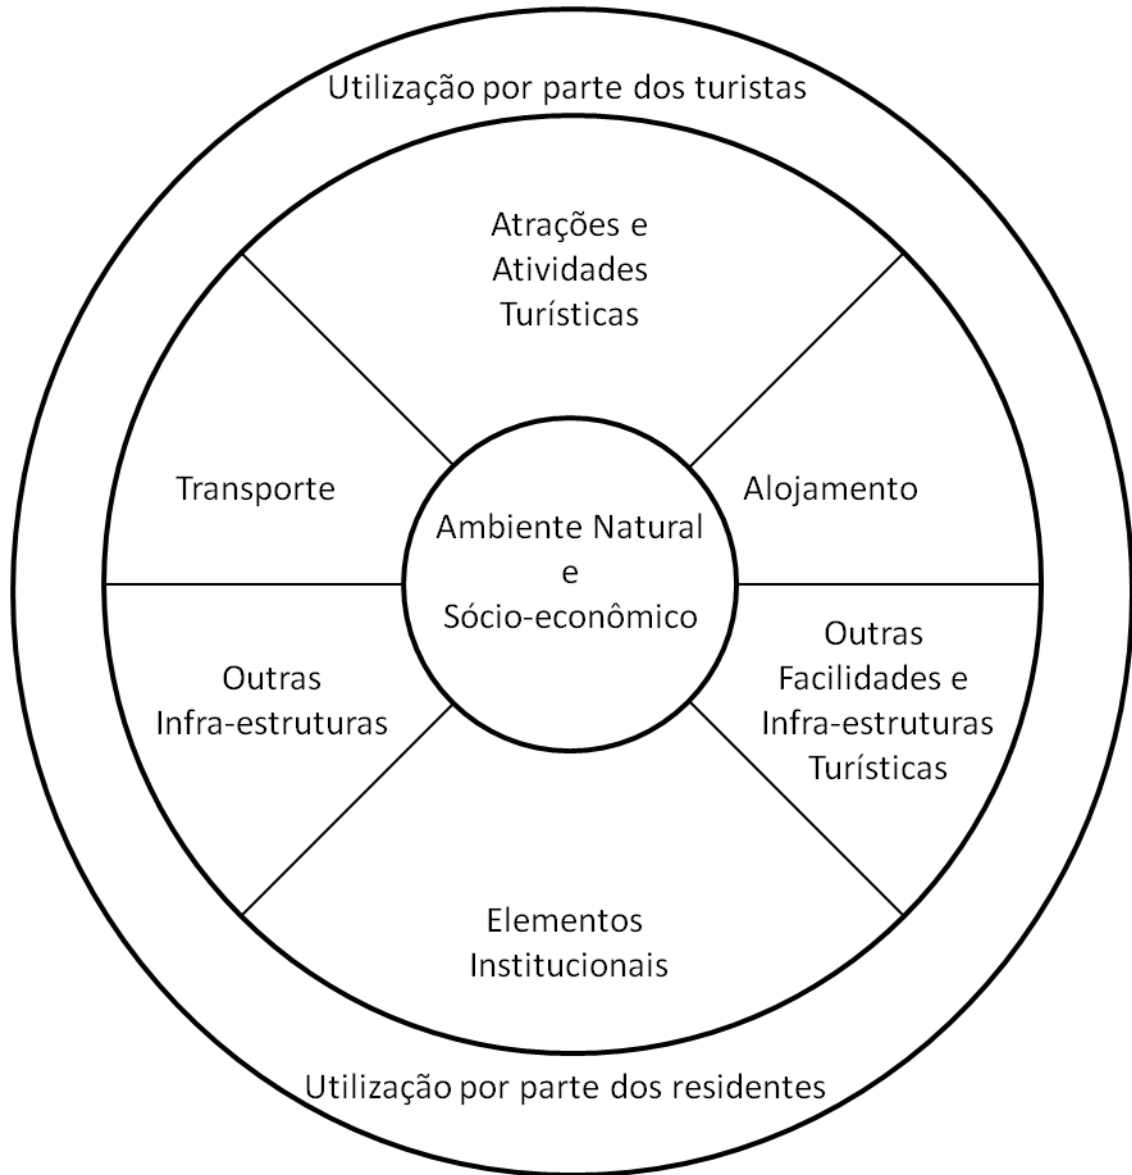 Utilização por parte dos turistas
Atrações e
Atividades
Turísticas
Transporte
Alojamento
Ambiente Natural
e
Sócio-econômico
Outras
Infra-estruturas
Outras
Facilidades e
Infra-estruturas
Turísticas
Elementos
Institucionais
Utilização por parte dos residentes